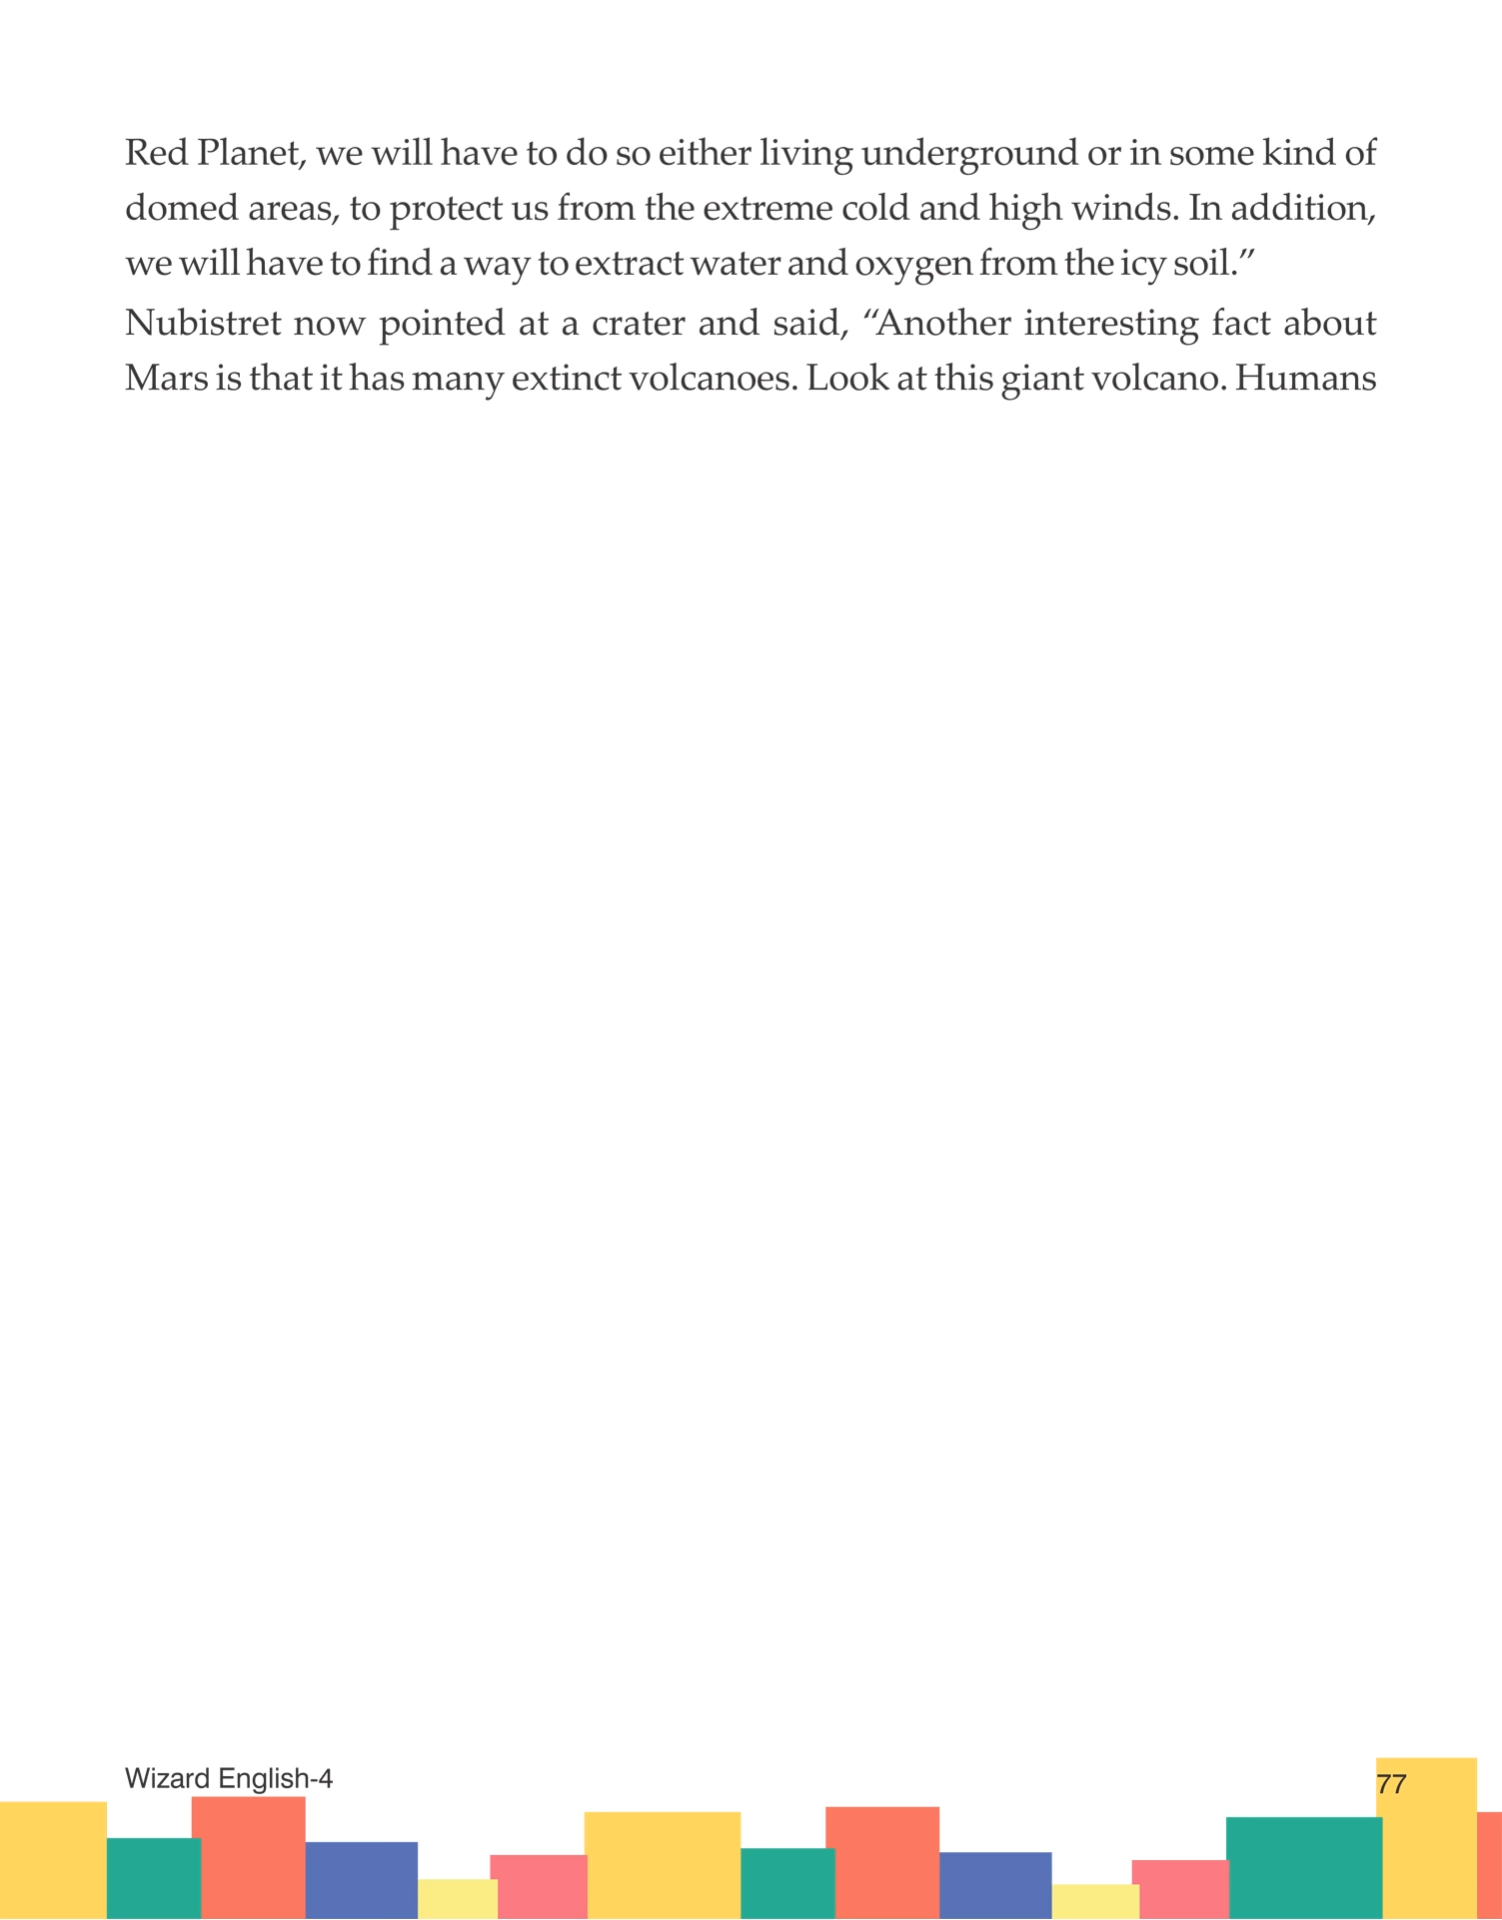 Red Planet, we will have to do so either living underground or in some kind of
domed areas, to protect us from the extreme cold and high winds. In addition,
we will have to find a way to extract water and oxygen from the icy soil.”
Nubistret now pointed at a crater and said, “Another interesting fact about
Mars is that it has many extinct volcanoes. Look at this giant volcano. Humans
Wizard English-4
77